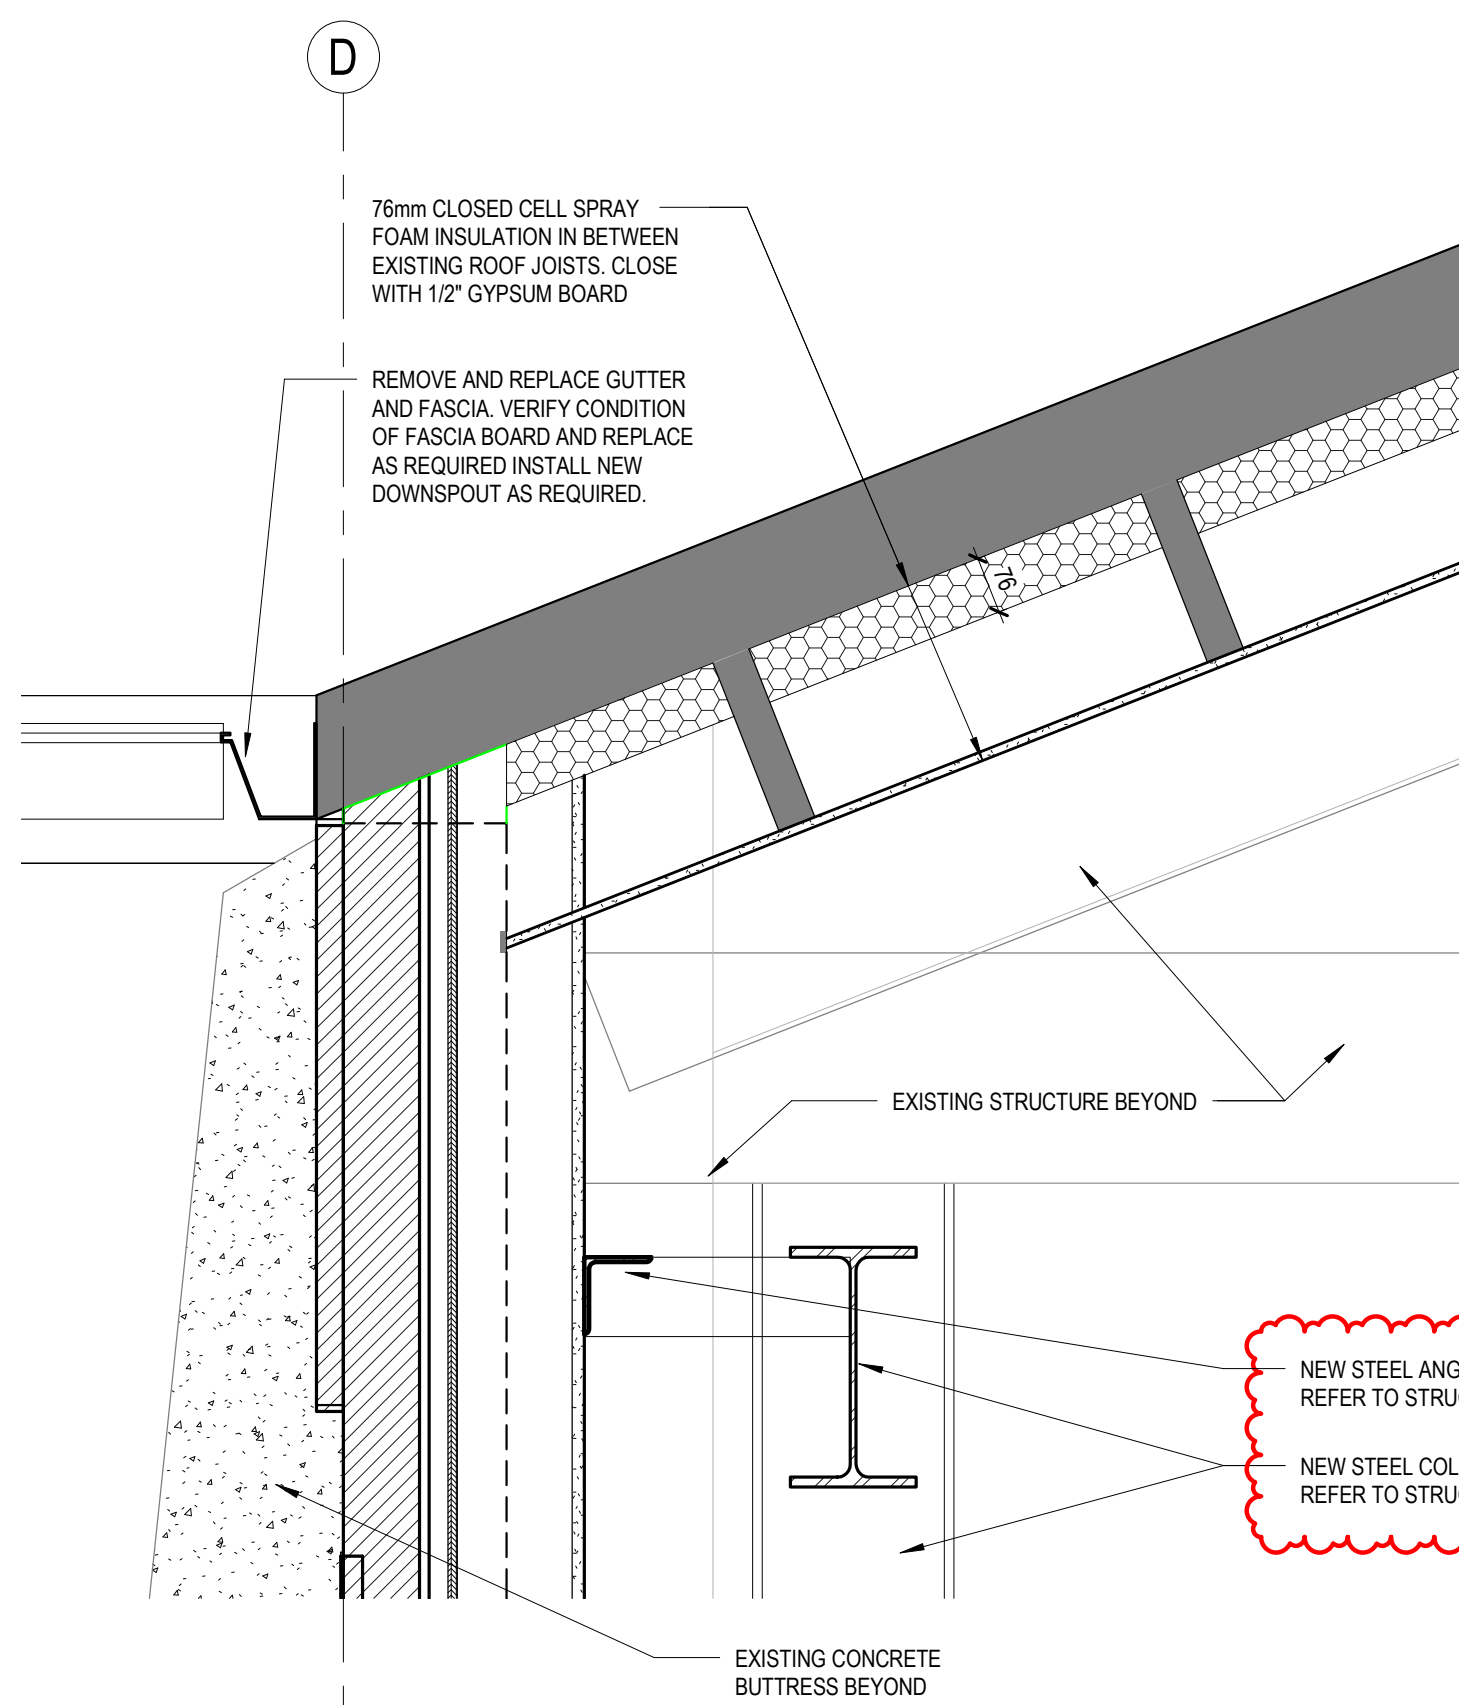 D
76mm CLOSED CELL SPRAY
FOAM INSULATION IN BETWEEN
EXISTING ROOF JOISTS. CLOSE
WITH 1/2" GYPSUM BOARD
REMOVE AND REPLACE GUTTER
AND FASCIA. VERIFY CONDITION
OF FASCIA BOARD AND REPLACE
AS REQUIRED INSTALL NEW
DOWNSPOUT AS REQUIRED.
76
EXISTING STRUCTURE BEYOND
NEW STEEL ANG
REFER TO STRU
NEW STEEL COL
REFER TO STRU
EXISTING CONCRETE
BUTTRESS BEYOND